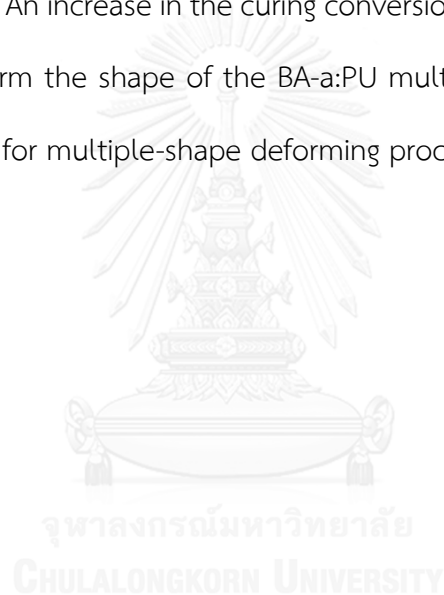 An increase in the curing conversion
rm the shape of the BA-a:PU mult
for multiple-shape deforming proc
จุฬาลงกรณ์มหาวิทยาลัย
CHULALONGKORN UNIVERSITY